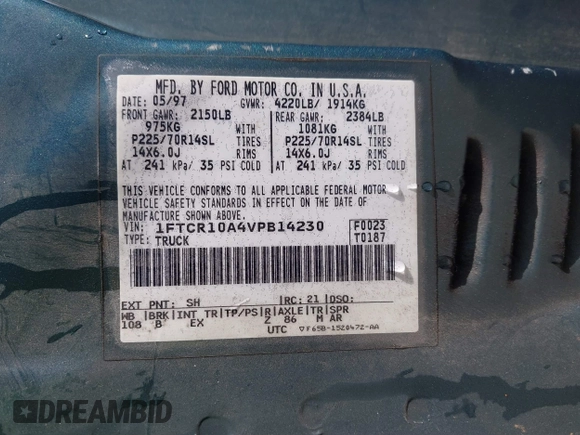 MFD. BY FORD MOTOR CO. IN U.S.A.
DATE: 05/97 GVWR: 4220LB/ 1914KG
FRONT GAWR: 2150LB REAR GAWR: 2384LB
975KG WITH 1081KG WITH
P225/70R14SL TIRES P225/70R14SL TIRES
14X6.0J RIMS 14X6.0J RIMS
AT 241 kPa/ 35 PSI COLD AT 241 kPa/ 35 PSI COLD
THIS VEHICLE CONFORMS TO ALL APPLICABLE FEDERAL MOTOR
VEHICLE SAFETY STANDARDS IN EFFECT ON THE DATE OF
MANUFACTURE SHOWN ABOVE.
VIN: 1FTCR10A4VPB14230 F0023
TYPE: TRUCK T0187
EXT PNT: SH RC: 21 DSO:
WB BRK INT TR TP/PS R AXLE TR SPR
108 B EX Z 86 M AR
UTC ▽F65B-1520472-AA
DREAMBID